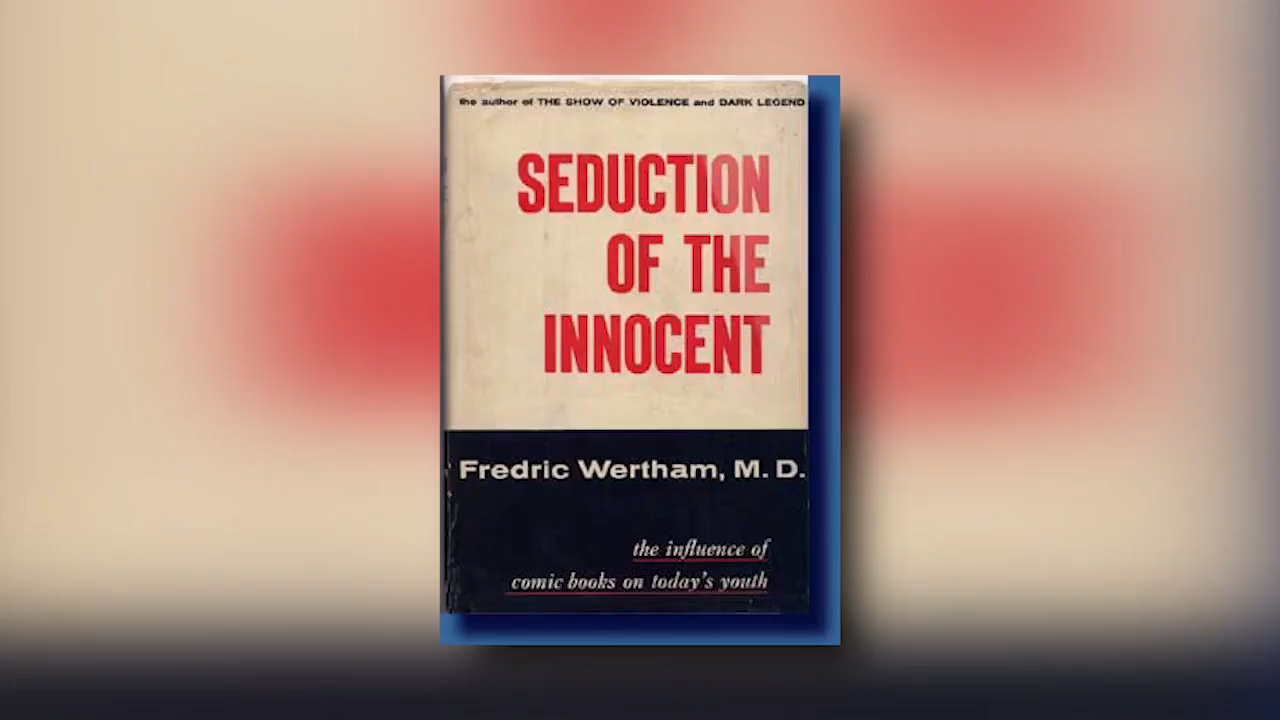 the author of THE SHOW OF VIOLENCE and DARK LEGEND
SEDUCTION
OF THE
INNOCENT
Fredric Wertham, M. D.
the influence of
comic books on today's youth